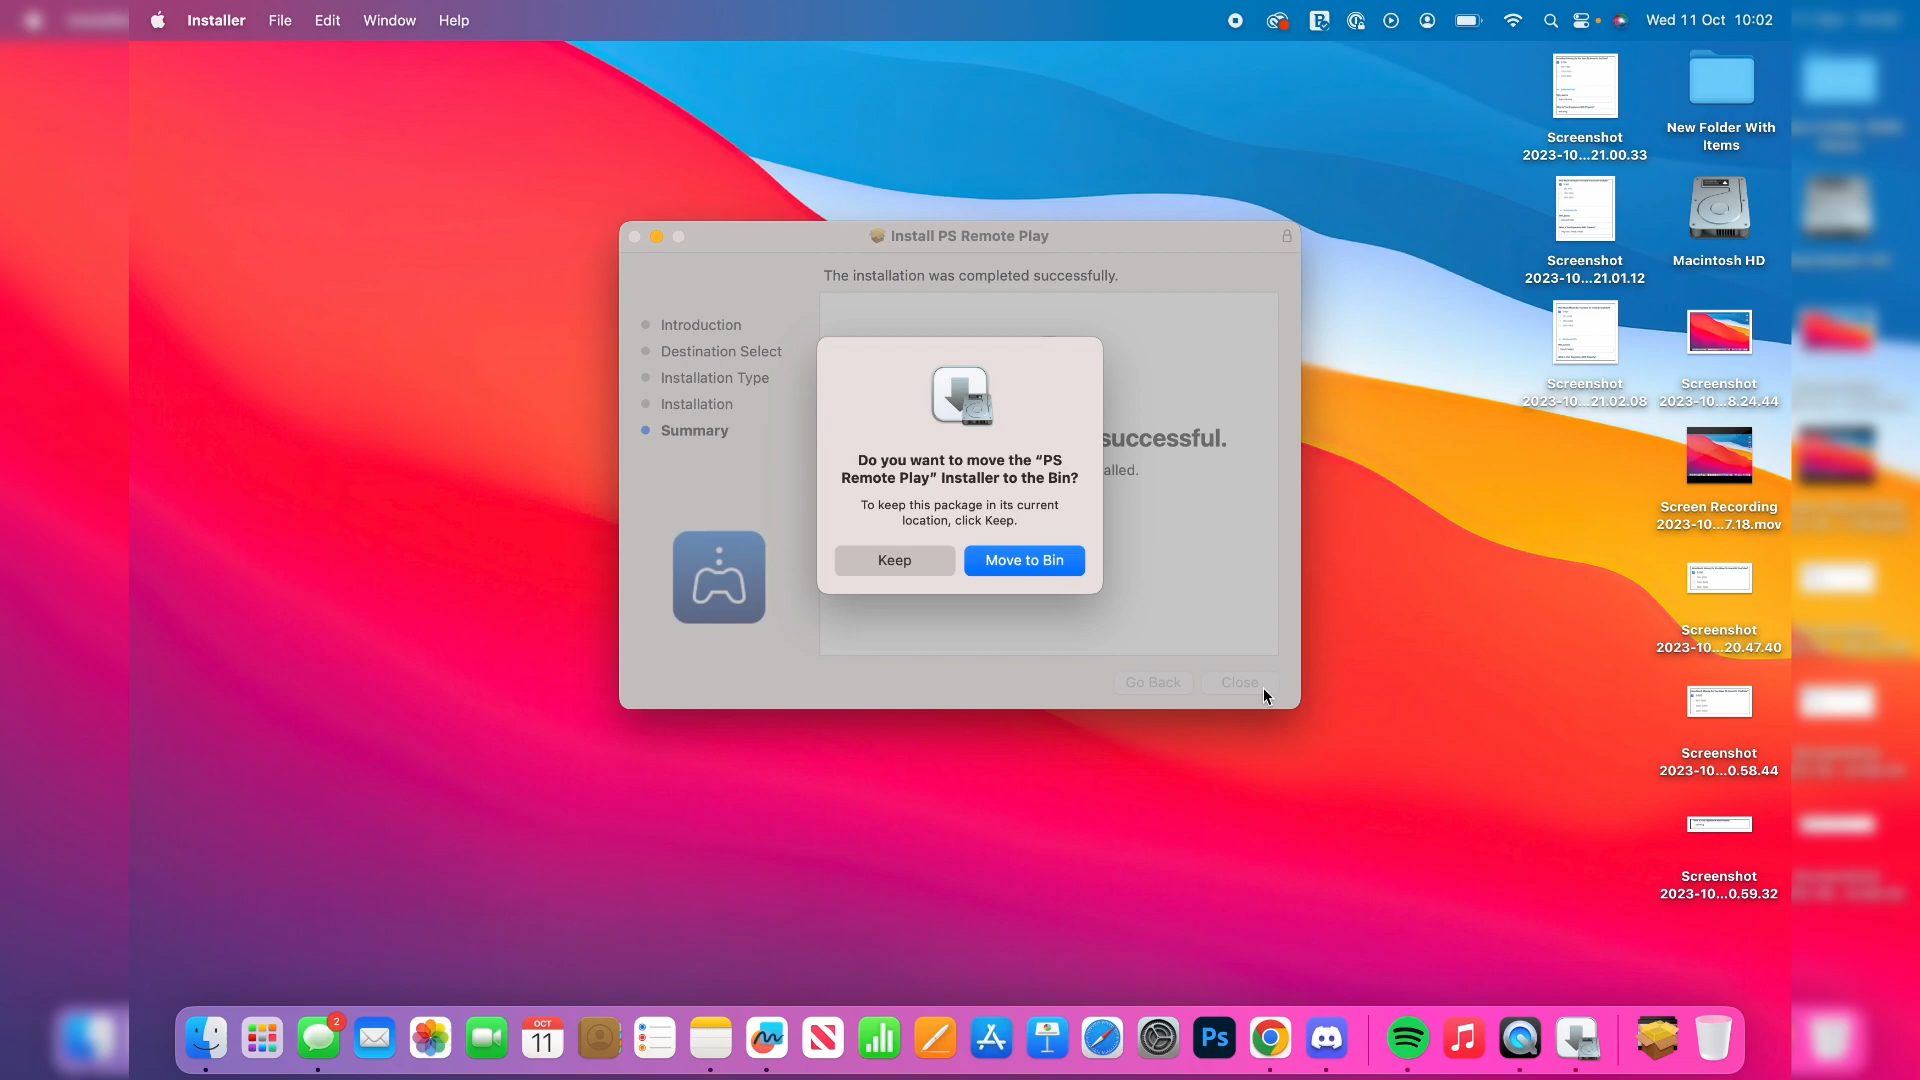 Installer File Edit Window Help
Wed 11 Oct 10:02
Screenshot
2023-10...21.00.33
New Folder With
Items
Screenshot
2023-10...21.01.12
Macintosh HD
Screenshot
2023-10...21.02.08
Screenshot
2023-10...8.24.44
Screen Recording
2023-10...7.18.mov
Screenshot
2023-10...20.47.40
Screenshot
2023-10...0.58.44
Screenshot
2023-10...0.59.32
Install PS Remote Play
The installation was completed successfully.
Introduction
Destination Select
Installation Type
Installation
Summary
successful.
alled.
Do you want to move the “PS
Remote Play” Installer to the Bin?
To keep this package in its current
location, click Keep.
Keep
Move to Bin
Go Back
Close
2
OCT
11
Ps